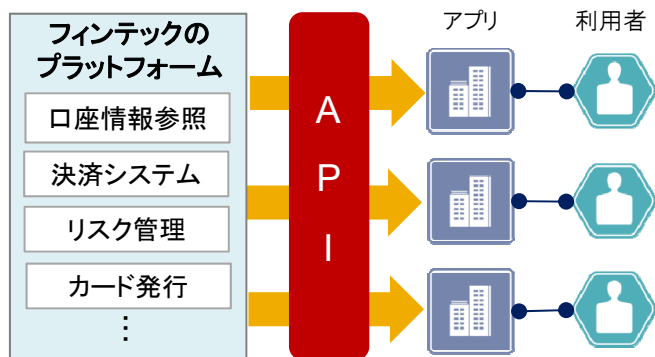 フィンテックの
プラットフォーム
口座情報参照
決済システム
リスク管理
カード発行
⋮
A
P
I
アプリ
利用者